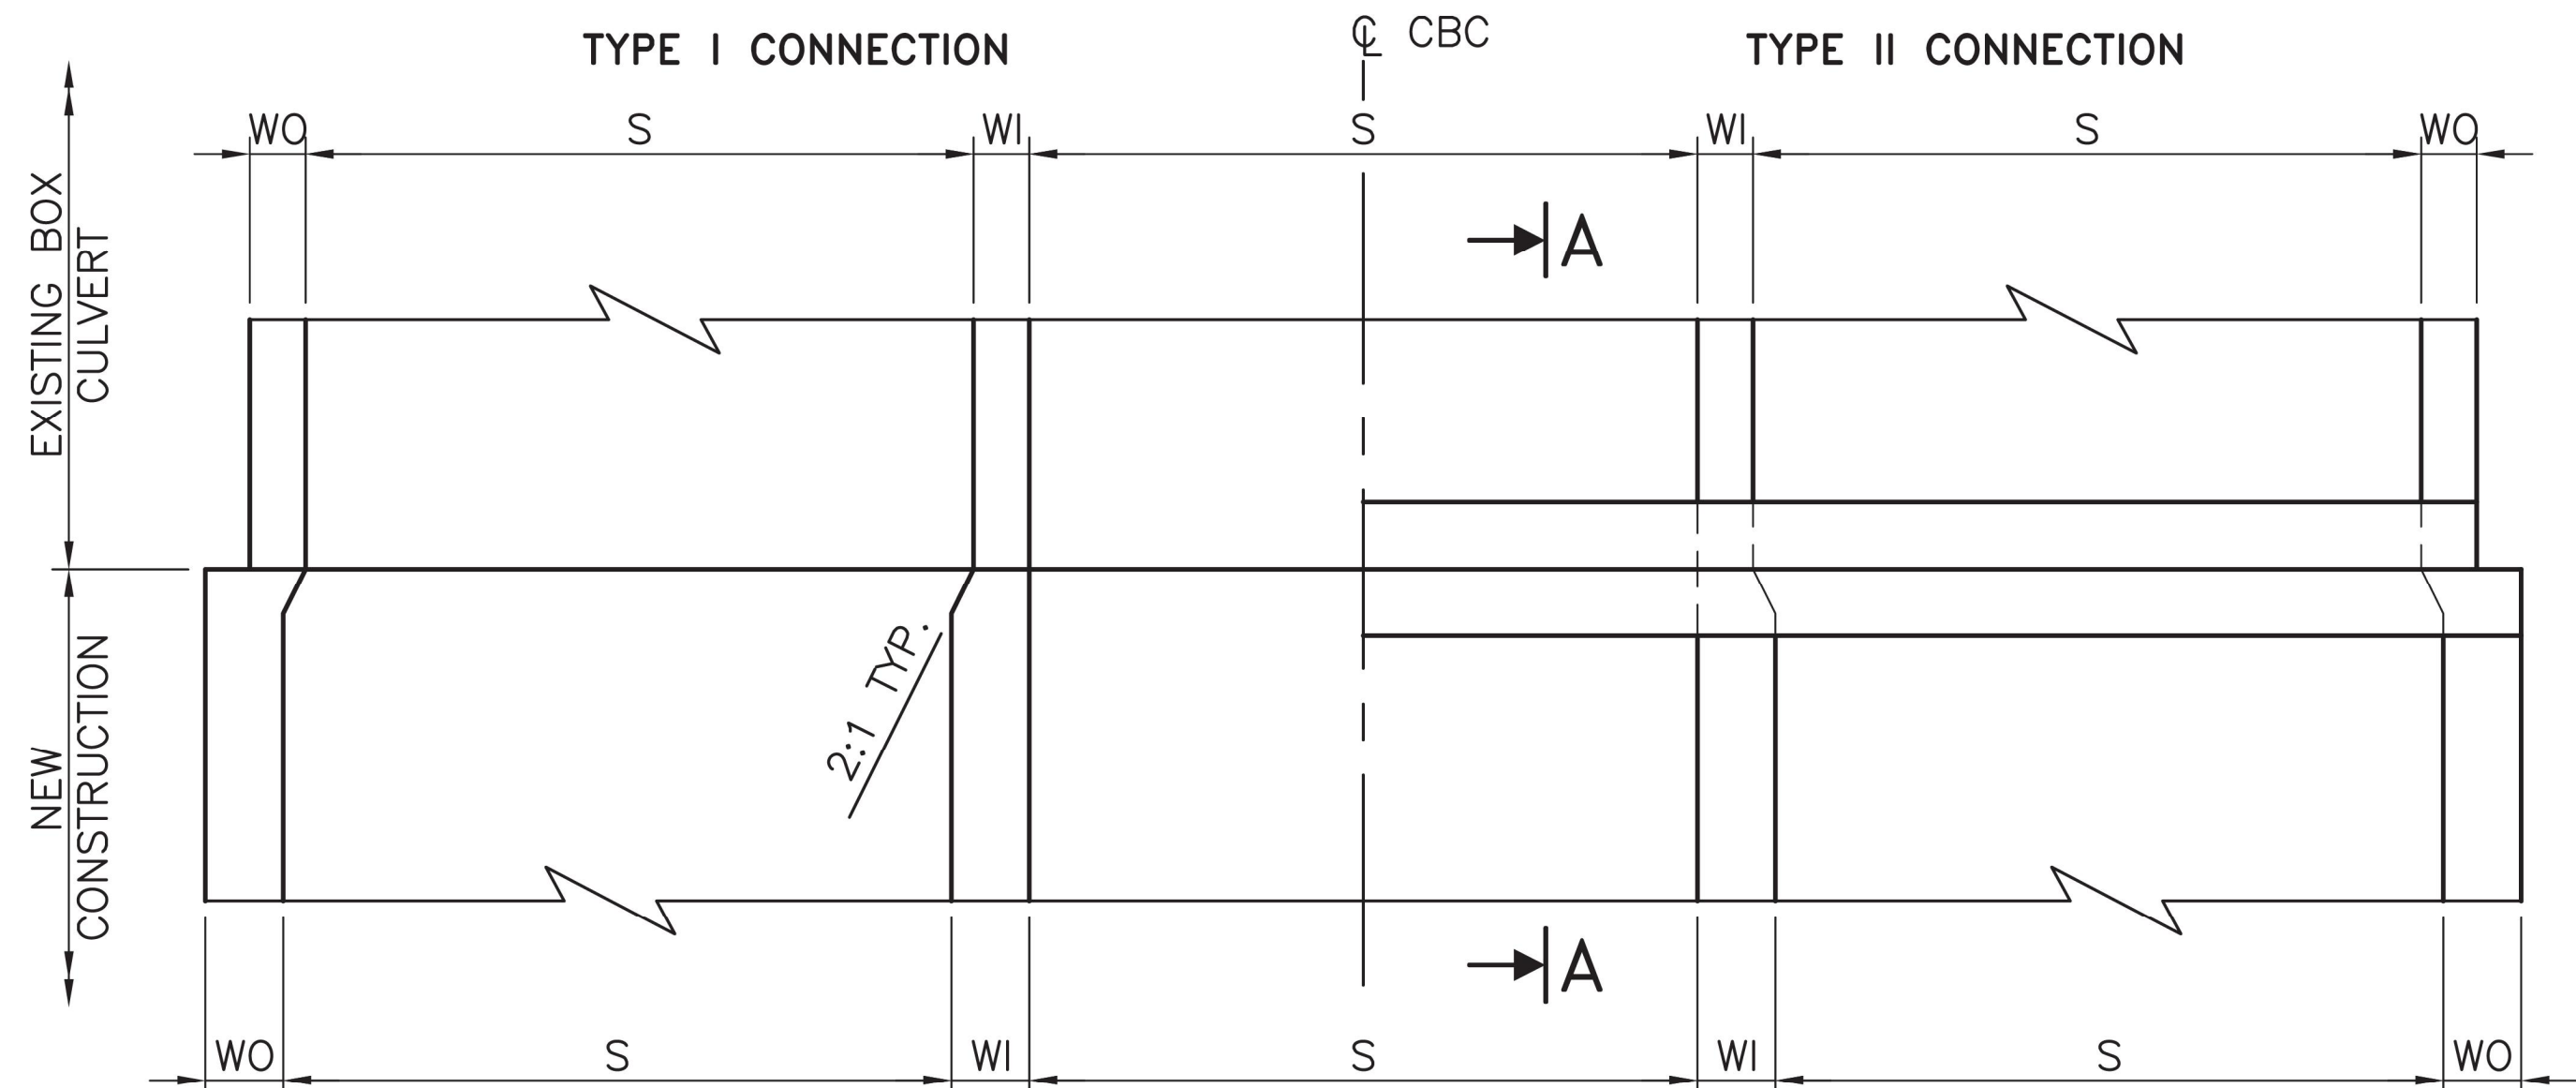 TYPE I CONNECTION
℄ CBC
TYPE II CONNECTION
WO
S
WI
S
WI
S
WO
EXISTING BOX
CULVERT
A
2:1 TYP.
NEW
CONSTRUCTION
A
WO
S
WI
S
WI
S
WO